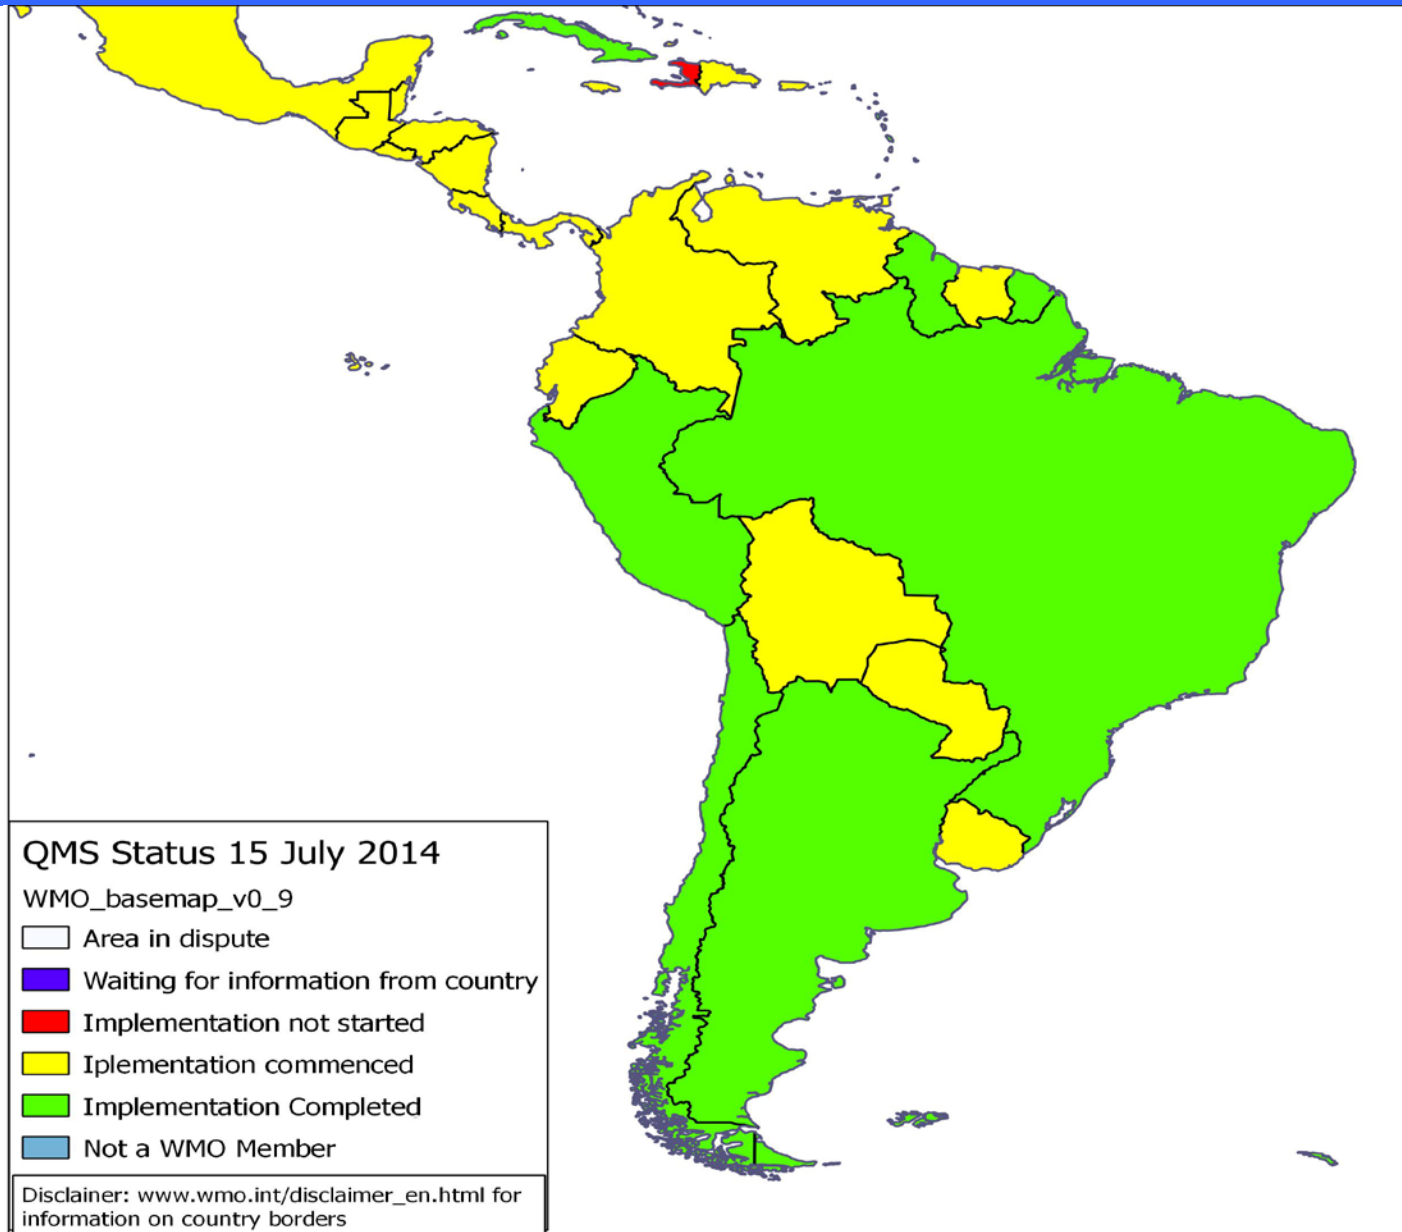 QMS Status 15 July 2014
WMO_basemap_v0_9
Area in dispute
Waiting for information from country
Implementation not started
Iplementation commenced
Implementation Completed
Not a WMO Member
Disclainer: www.wmo.int/disclaimer_en.html for
information on country borders